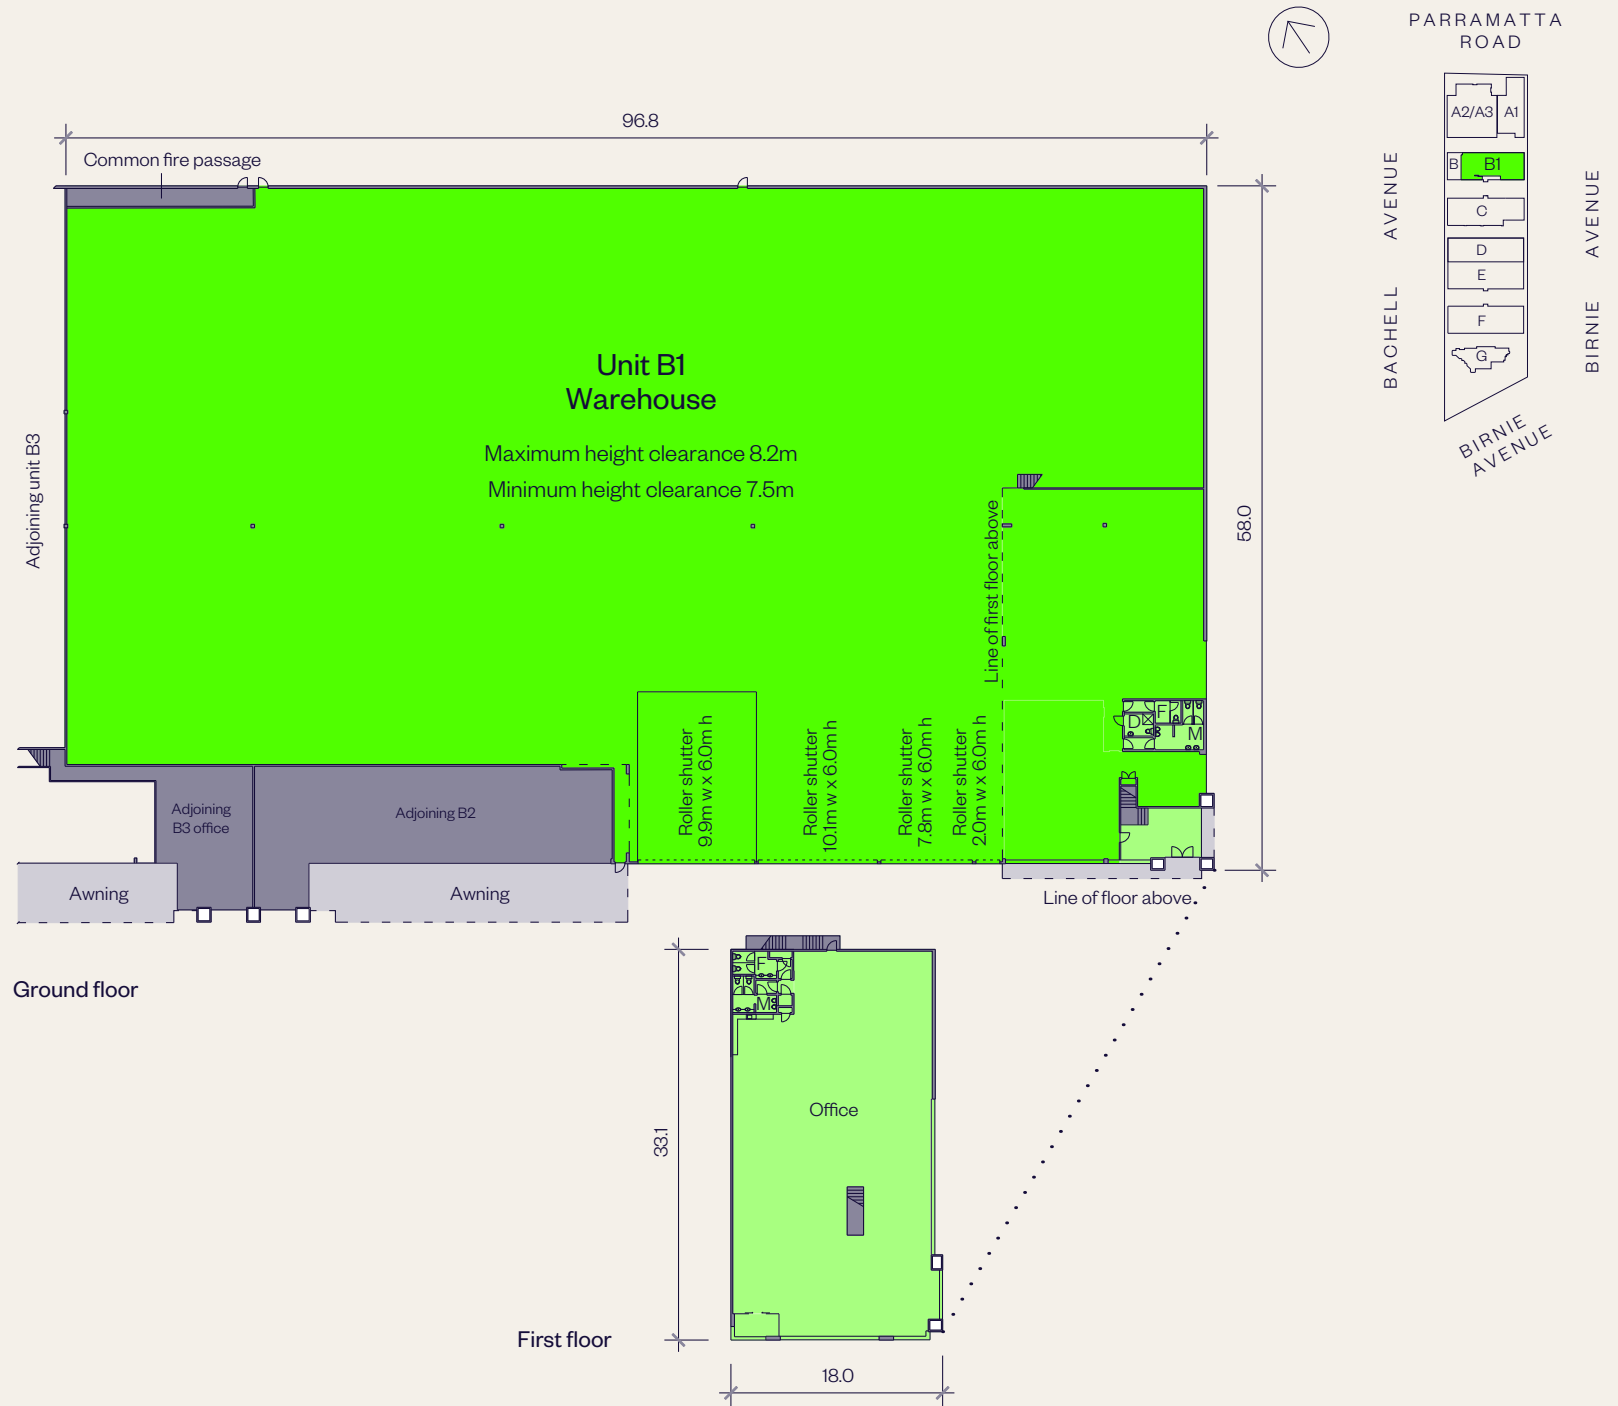 PARRAMATTA
ROAD
A2/A3
A1
B
B1
C
D
E
F
G
BACHELL AVENUE
BIRNIE AVENUE
BIRNIE
AVENUE
96.8
Common fire passage
Unit B1
Warehouse
Maximum height clearance 8.2m
Minimum height clearance 7.5m
Adjoining unit B3
Line of first floor above
58.0
Roller shutter
9.9m w x 6.0m h
Roller shutter
10.1m w x 6.0m h
Roller shutter
7.8m w x 6.0m h
Roller shutter
2.0m w x 6.0m h
D
F
M
Adjoining
B3 office
Adjoining B2
Awning
Awning
Line of floor above
Ground floor
F
M
Office
33.1
First floor
18.0